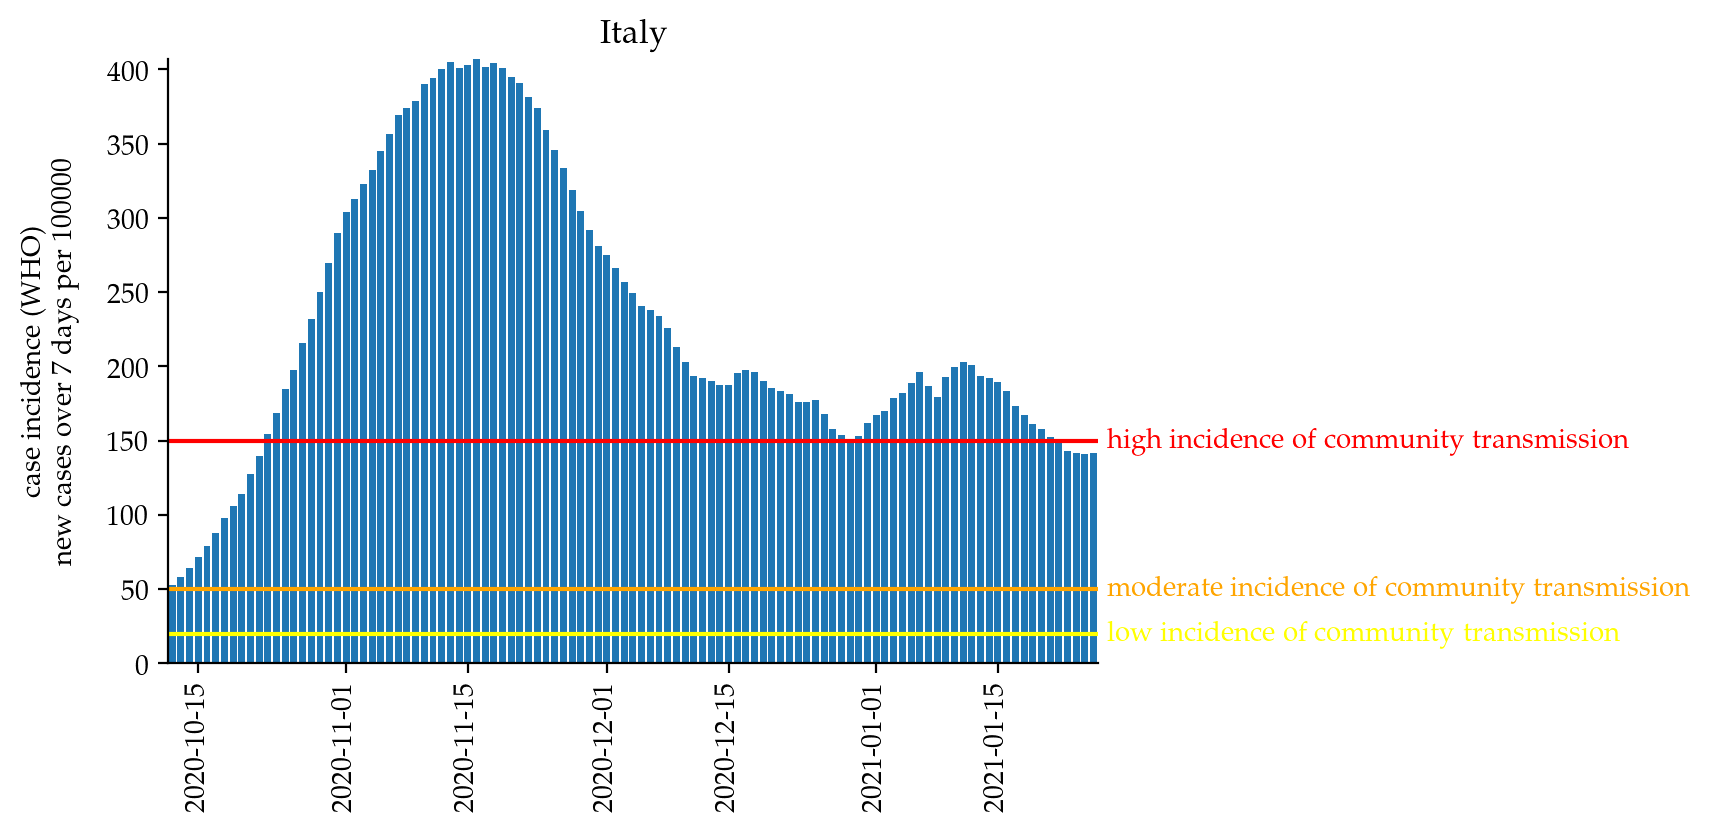 Italy
case incidence (WHO)
new cases over 7 days per 100000
400
350
300
250
200
150
100
50
0
high incidence of community transmission
moderate incidence of community transmission
low incidence of community transmission
2020-10-15
2020-11-01
2020-11-15
2020-12-01
2020-12-15
2021-01-01
2021-01-15